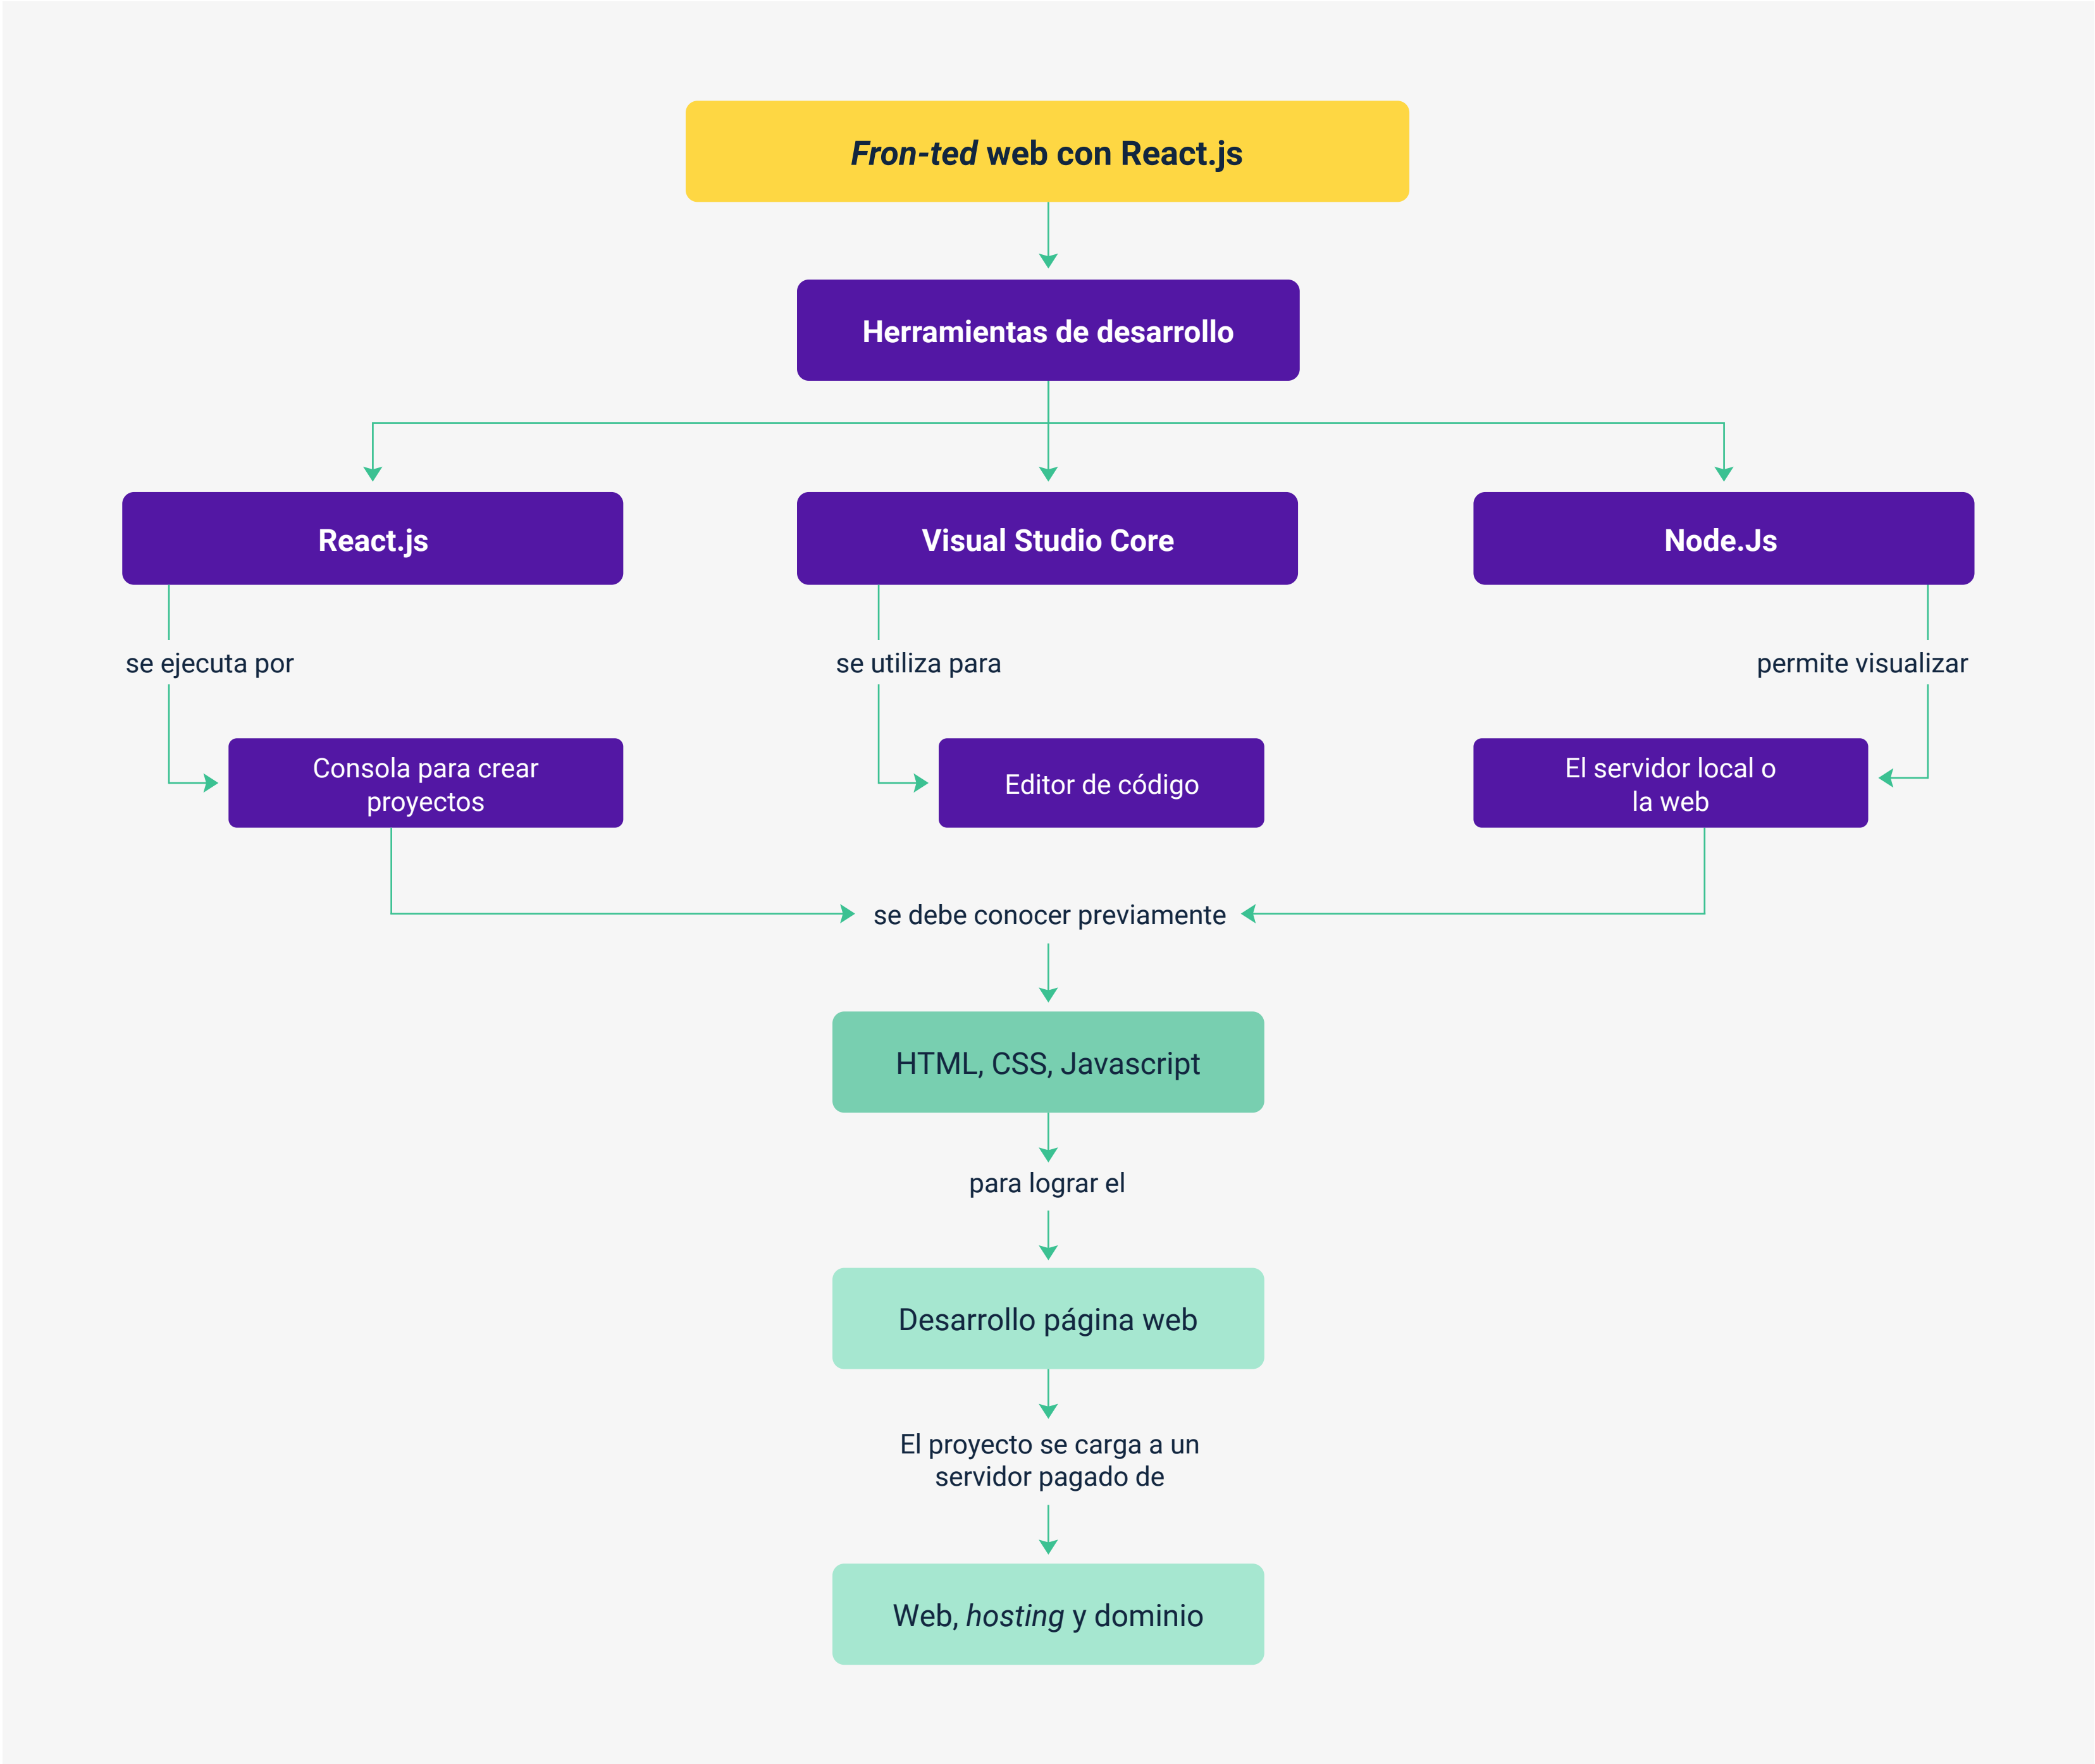 Fron-ted web con React.js
Herramientas de desarrollo
React.js
Visual Studio Core
Node.Js
se ejecuta por
se utiliza para
permite visualizar
Consola para crear
proyectos
Editor de código
El servidor local o
la web
se debe conocer previamente
HTML, CSS, Javascript
para lograr el
Desarrollo página web
El proyecto se carga a un
servidor pagado de
Web, hosting y dominio